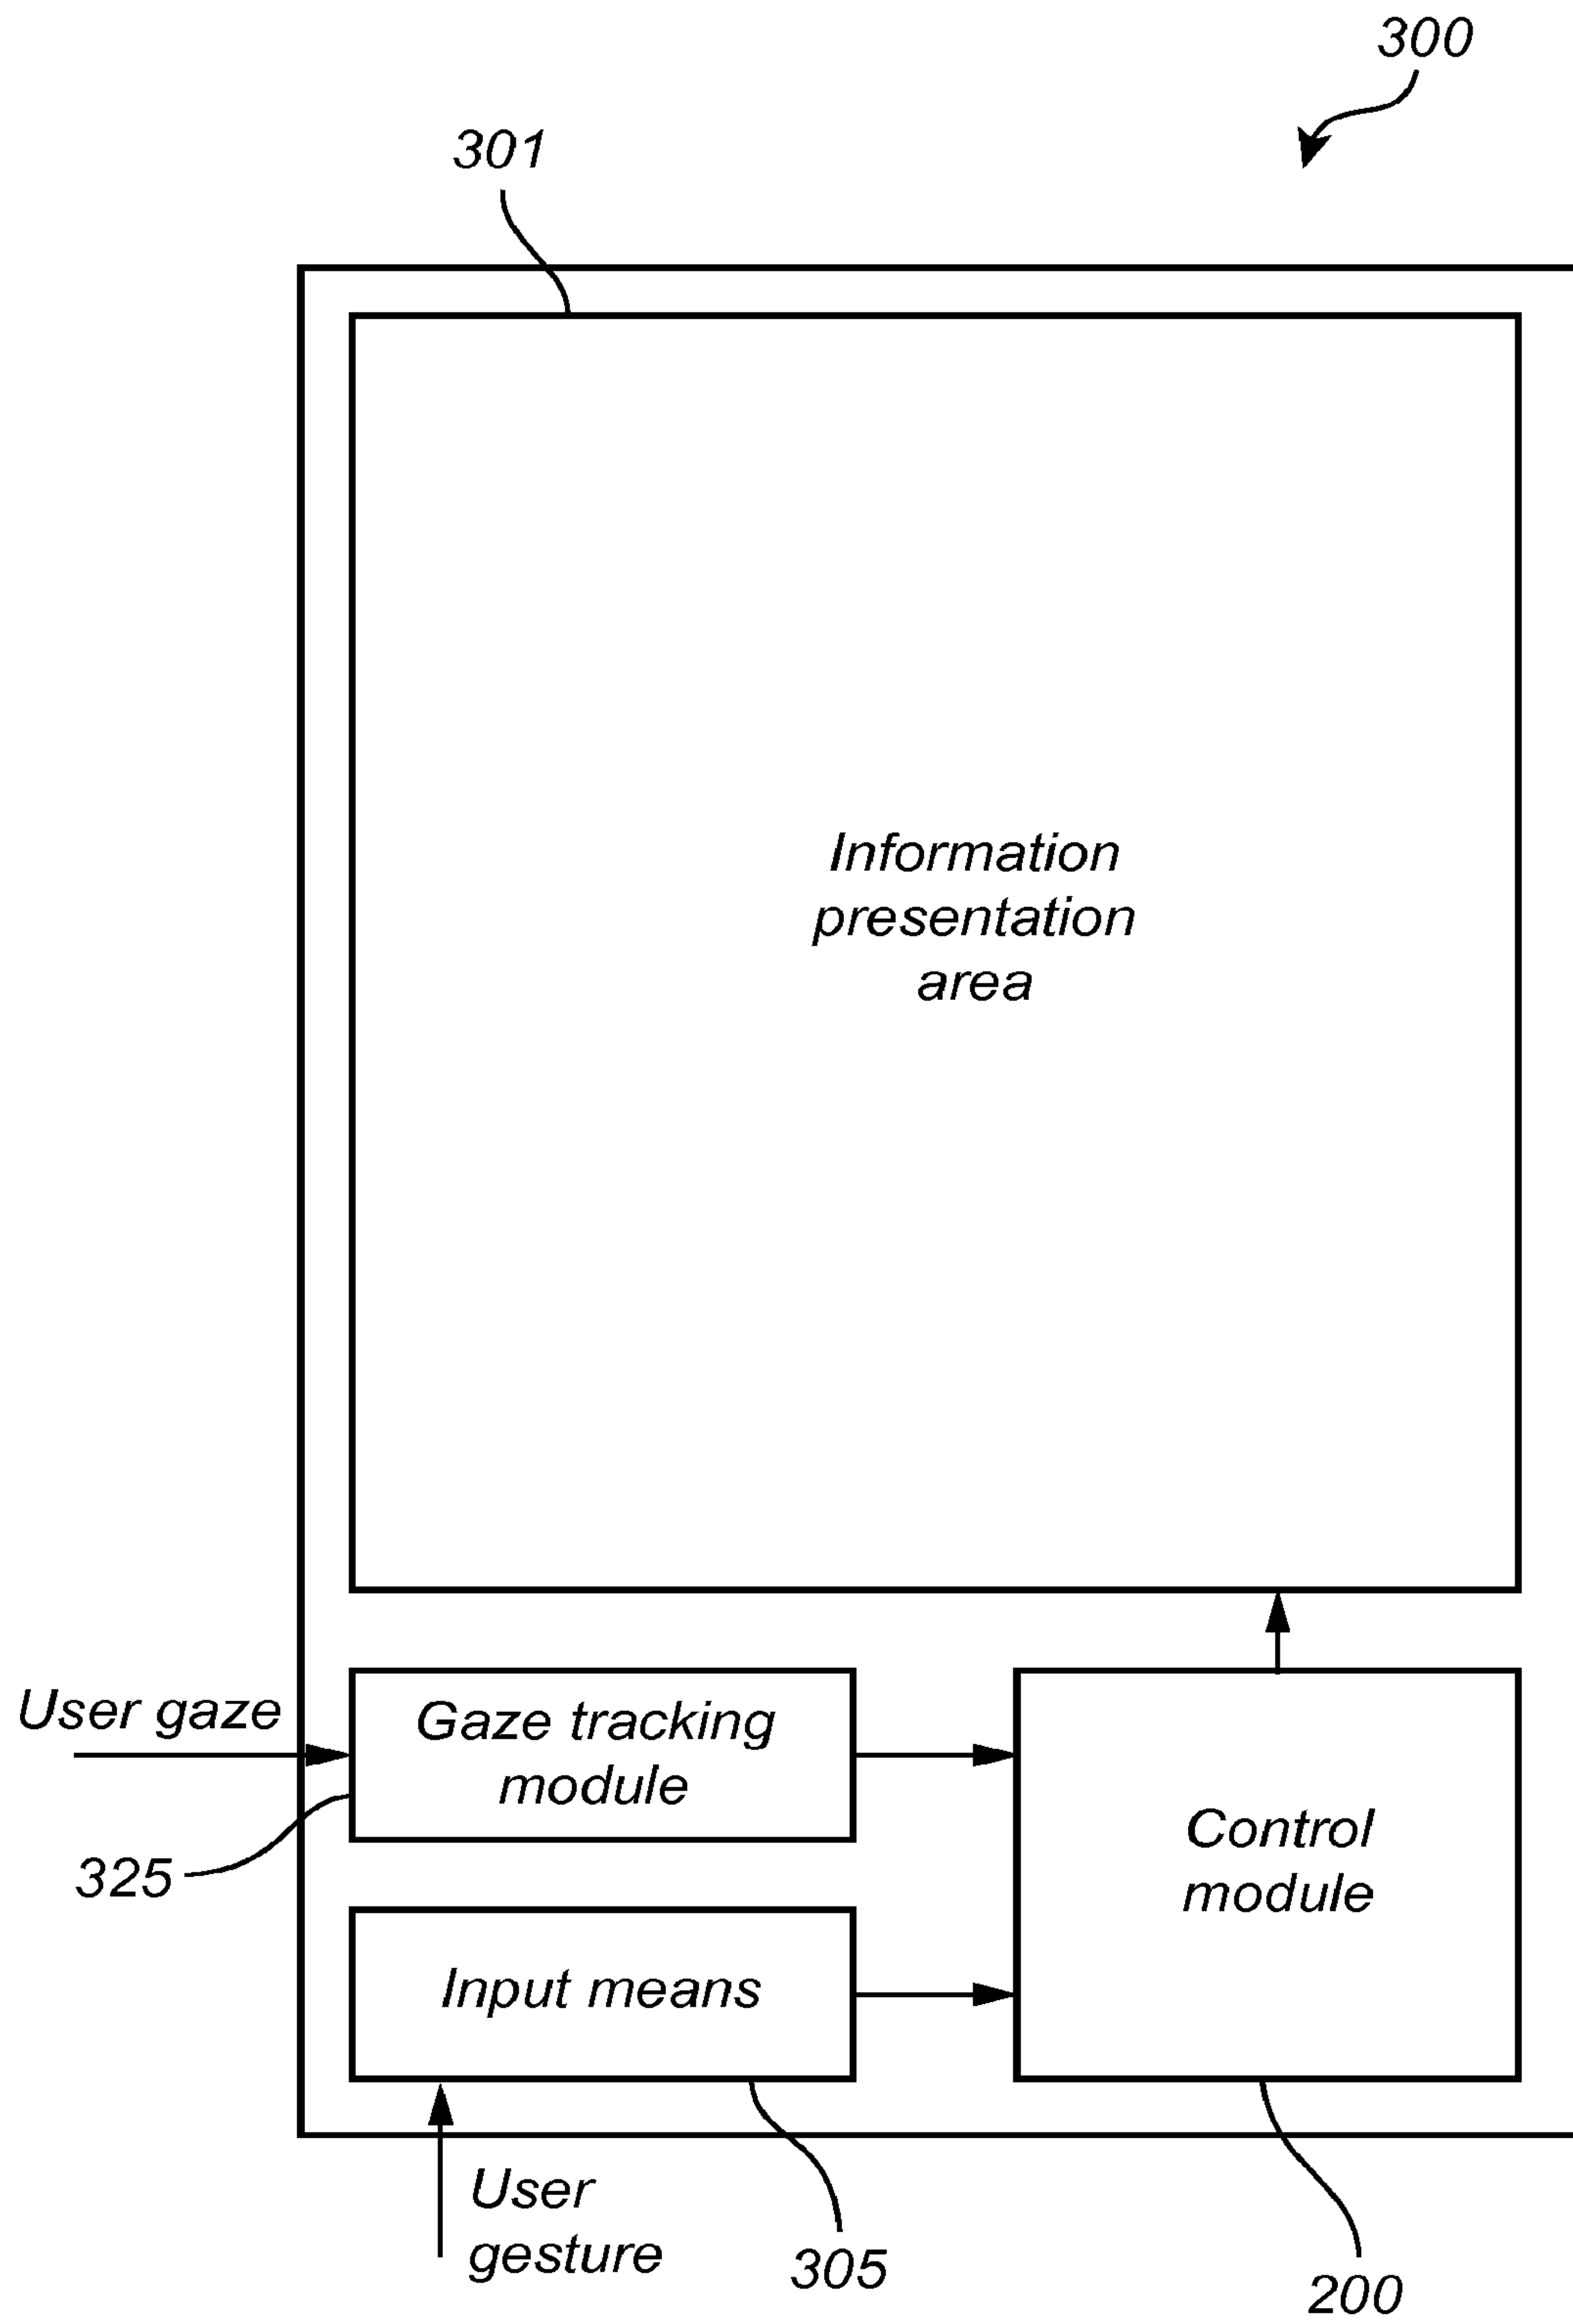 300
301
Information
presentation
area
User gaze
Gaze tracking
module
325
Control
module
Input means
User
gesture
305
200